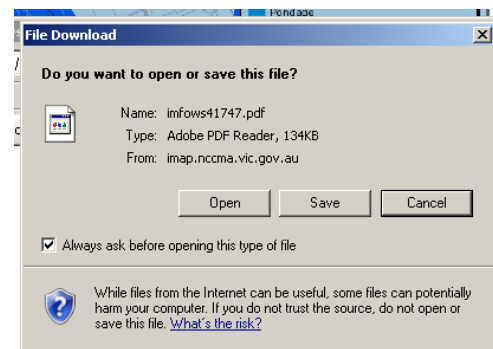 Pondage
File Download
Do you want to open or save this file?
Name: imfows41747.pdf
Type: Adobe PDF Reader, 134KB
From: imap.nccma.vic.gov.au
Open Save Cancel
Always ask before opening this type of file
While files from the Internet can be useful, some files can potentially
harm your computer. If you do not trust the source, do not open or
save this file. What's the risk?